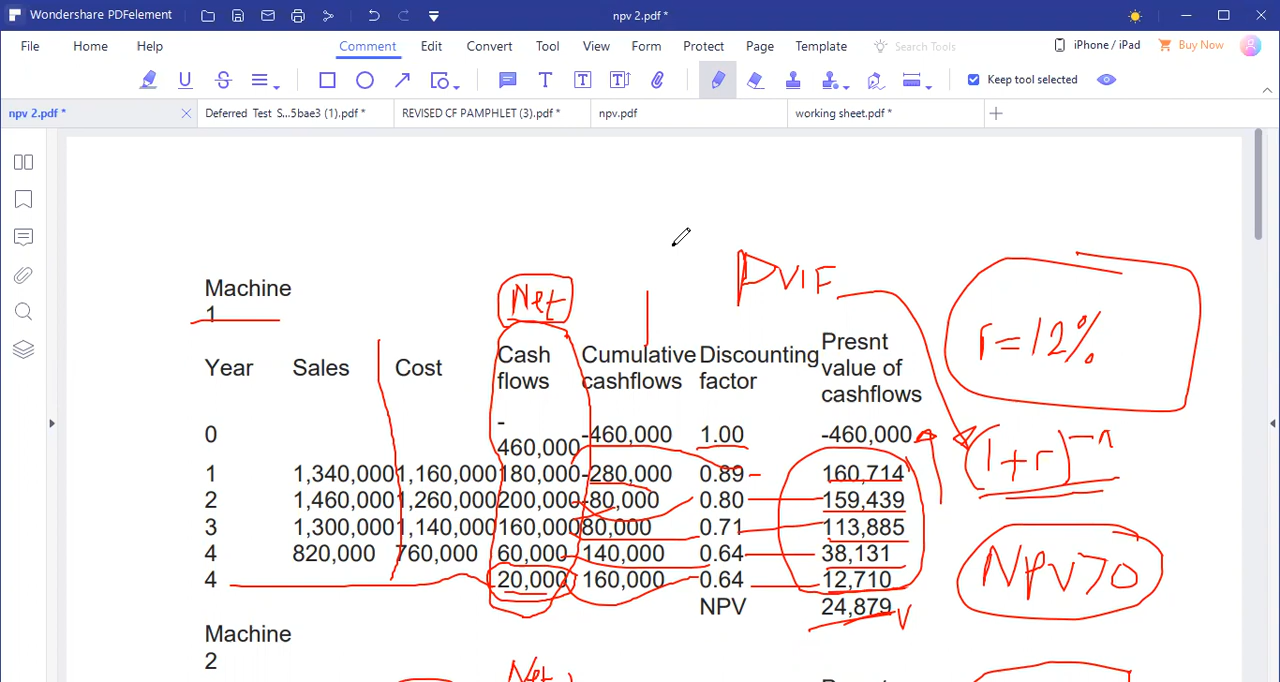 Wondershare PDFelement
npv 2.pdf *
File Home Help Comment Edit Convert Tool View Form Protect Page Template Search Tools iPhone / iPad Buy Now
Keep tool selected
npv 2.pdf * Deferred Test S...5bae3 (1).pdf * REVISED CF PAMPHLET (3).pdf * npv.pdf working sheet.pdf *
PVIF
Machine
1
Net
r = 12%
Year Sales Cost Cash flows Cumulative cashflows Discounting factor Presnt value of cashflows
0 -460,000 -460,000 1.00 -460,000
(1+r)^-n
1 1,340,000 1,160,000 180,000 -280,000 0.89 160,714
2 1,460,000 1,260,000 200,000 -80,000 0.80 159,439
3 1,300,000 1,140,000 160,000 80,000 0.71 113,885
4 820,000 760,000 60,000 140,000 0.64 38,131
NPV>0
4 20,000 160,000 0.64 12,710
NPV 24,879
Machine
2
Net